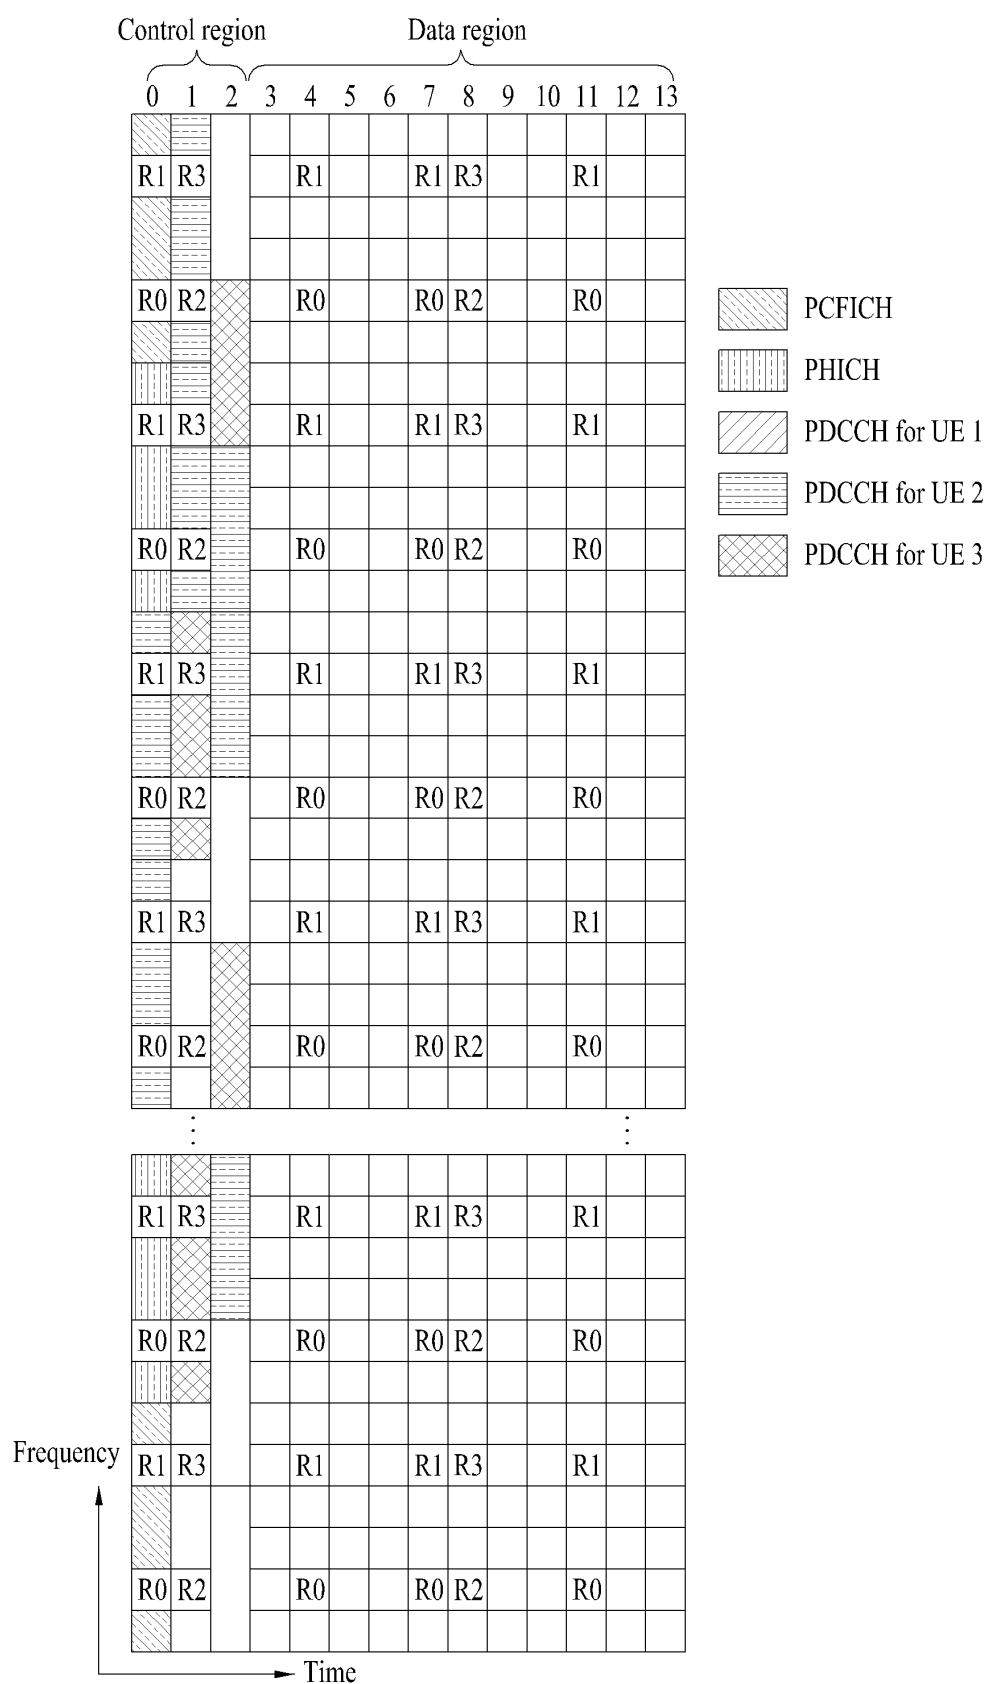 Control region Data region
0 1 2 3 4 5 6 7 8 9 10 11 12 13
R1 R3 R1 R1 R3 R1
R0 R2 R0 R0 R2 R0
PCFICH
PHICH
R1 R3 R1 R1 R3 R1
PDCCH for UE 1
PDCCH for UE 2
R0 R2 R0 R0 R2 R0
PDCCH for UE 3
R1 R3 R1 R1 R3 R1
R0 R2 R0 R0 R2 R0
R1 R3 R1 R1 R3 R1
R0 R2 R0 R0 R2 R0
R1 R3 R1 R1 R3 R1
R0 R2 R0 R0 R2 R0
Frequency
R1 R3 R1 R1 R3 R1
R0 R2 R0 R0 R2 R0
Time